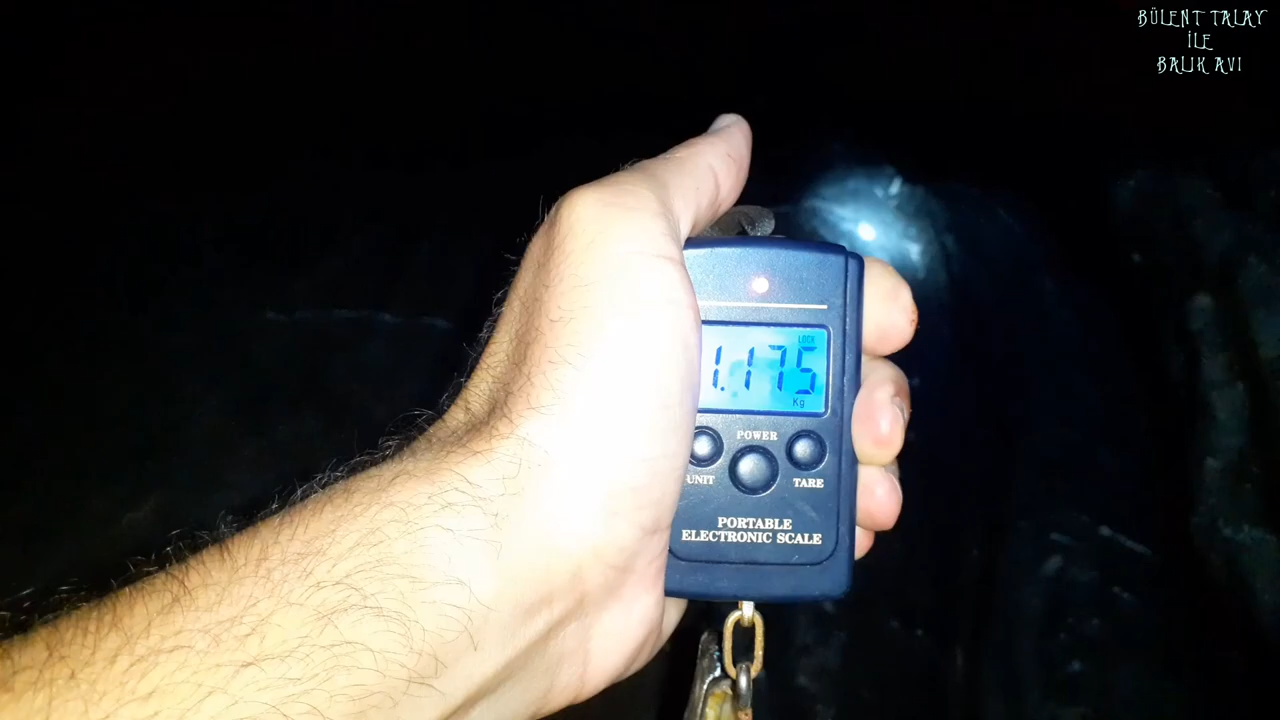 BÜLENT TALAY
İLE
BALIK AVI
LOCK
1.175
Kg
POWER
UNIT
TARE
PORTABLE
ELECTRONIC SCALE